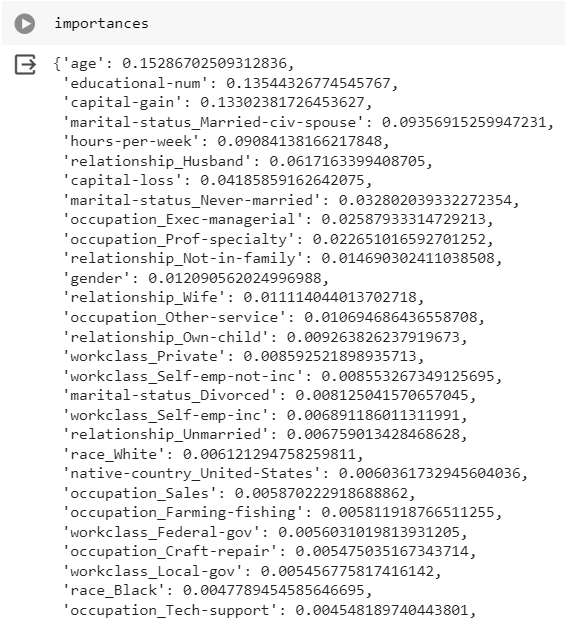 importances
{'age': 0.15286702509312836,
'educational-num': 0.13544326774545767,
'capital-gain': 0.13302381726453627,
'marital-status_Married-civ-spouse': 0.09356915259947231,
'hours-per-week': 0.09084138166217848,
'relationship_Husband': 0.0617163399408705,
'capital-loss': 0.04185859162642075,
'marital-status_Never-married': 0.032802039332272354,
'occupation_Exec-managerial': 0.02587933314729213,
'occupation_Prof-specialty': 0.022651016592701252,
'relationship_Not-in-family': 0.014690302411038508,
'gender': 0.012090562024996988,
'relationship_Wife': 0.011114044013702718,
'occupation_Other-service': 0.010694686436558708,
'relationship_Own-child': 0.009263826237919673,
'workclass_Private': 0.008592521898935713,
'workclass_Self-emp-not-inc': 0.008553267349125695,
'marital-status_Divorced': 0.008125041570657045,
'workclass_Self-emp-inc': 0.006891186011311991,
'relationship_Unmarried': 0.006759013428468628,
'race_White': 0.006121294758259811,
'native-country_United-States': 0.0060361732945604036,
'occupation_Sales': 0.005870222918688862,
'occupation_Farming-fishing': 0.005811918766511255,
'workclass_Federal-gov': 0.0056031019813931205,
'occupation_Craft-repair': 0.005475035167343714,
'workclass_Local-gov': 0.005456775817416142,
'race_Black': 0.0047789454585646695,
'occupation_Tech-support': 0.004548189740443801,